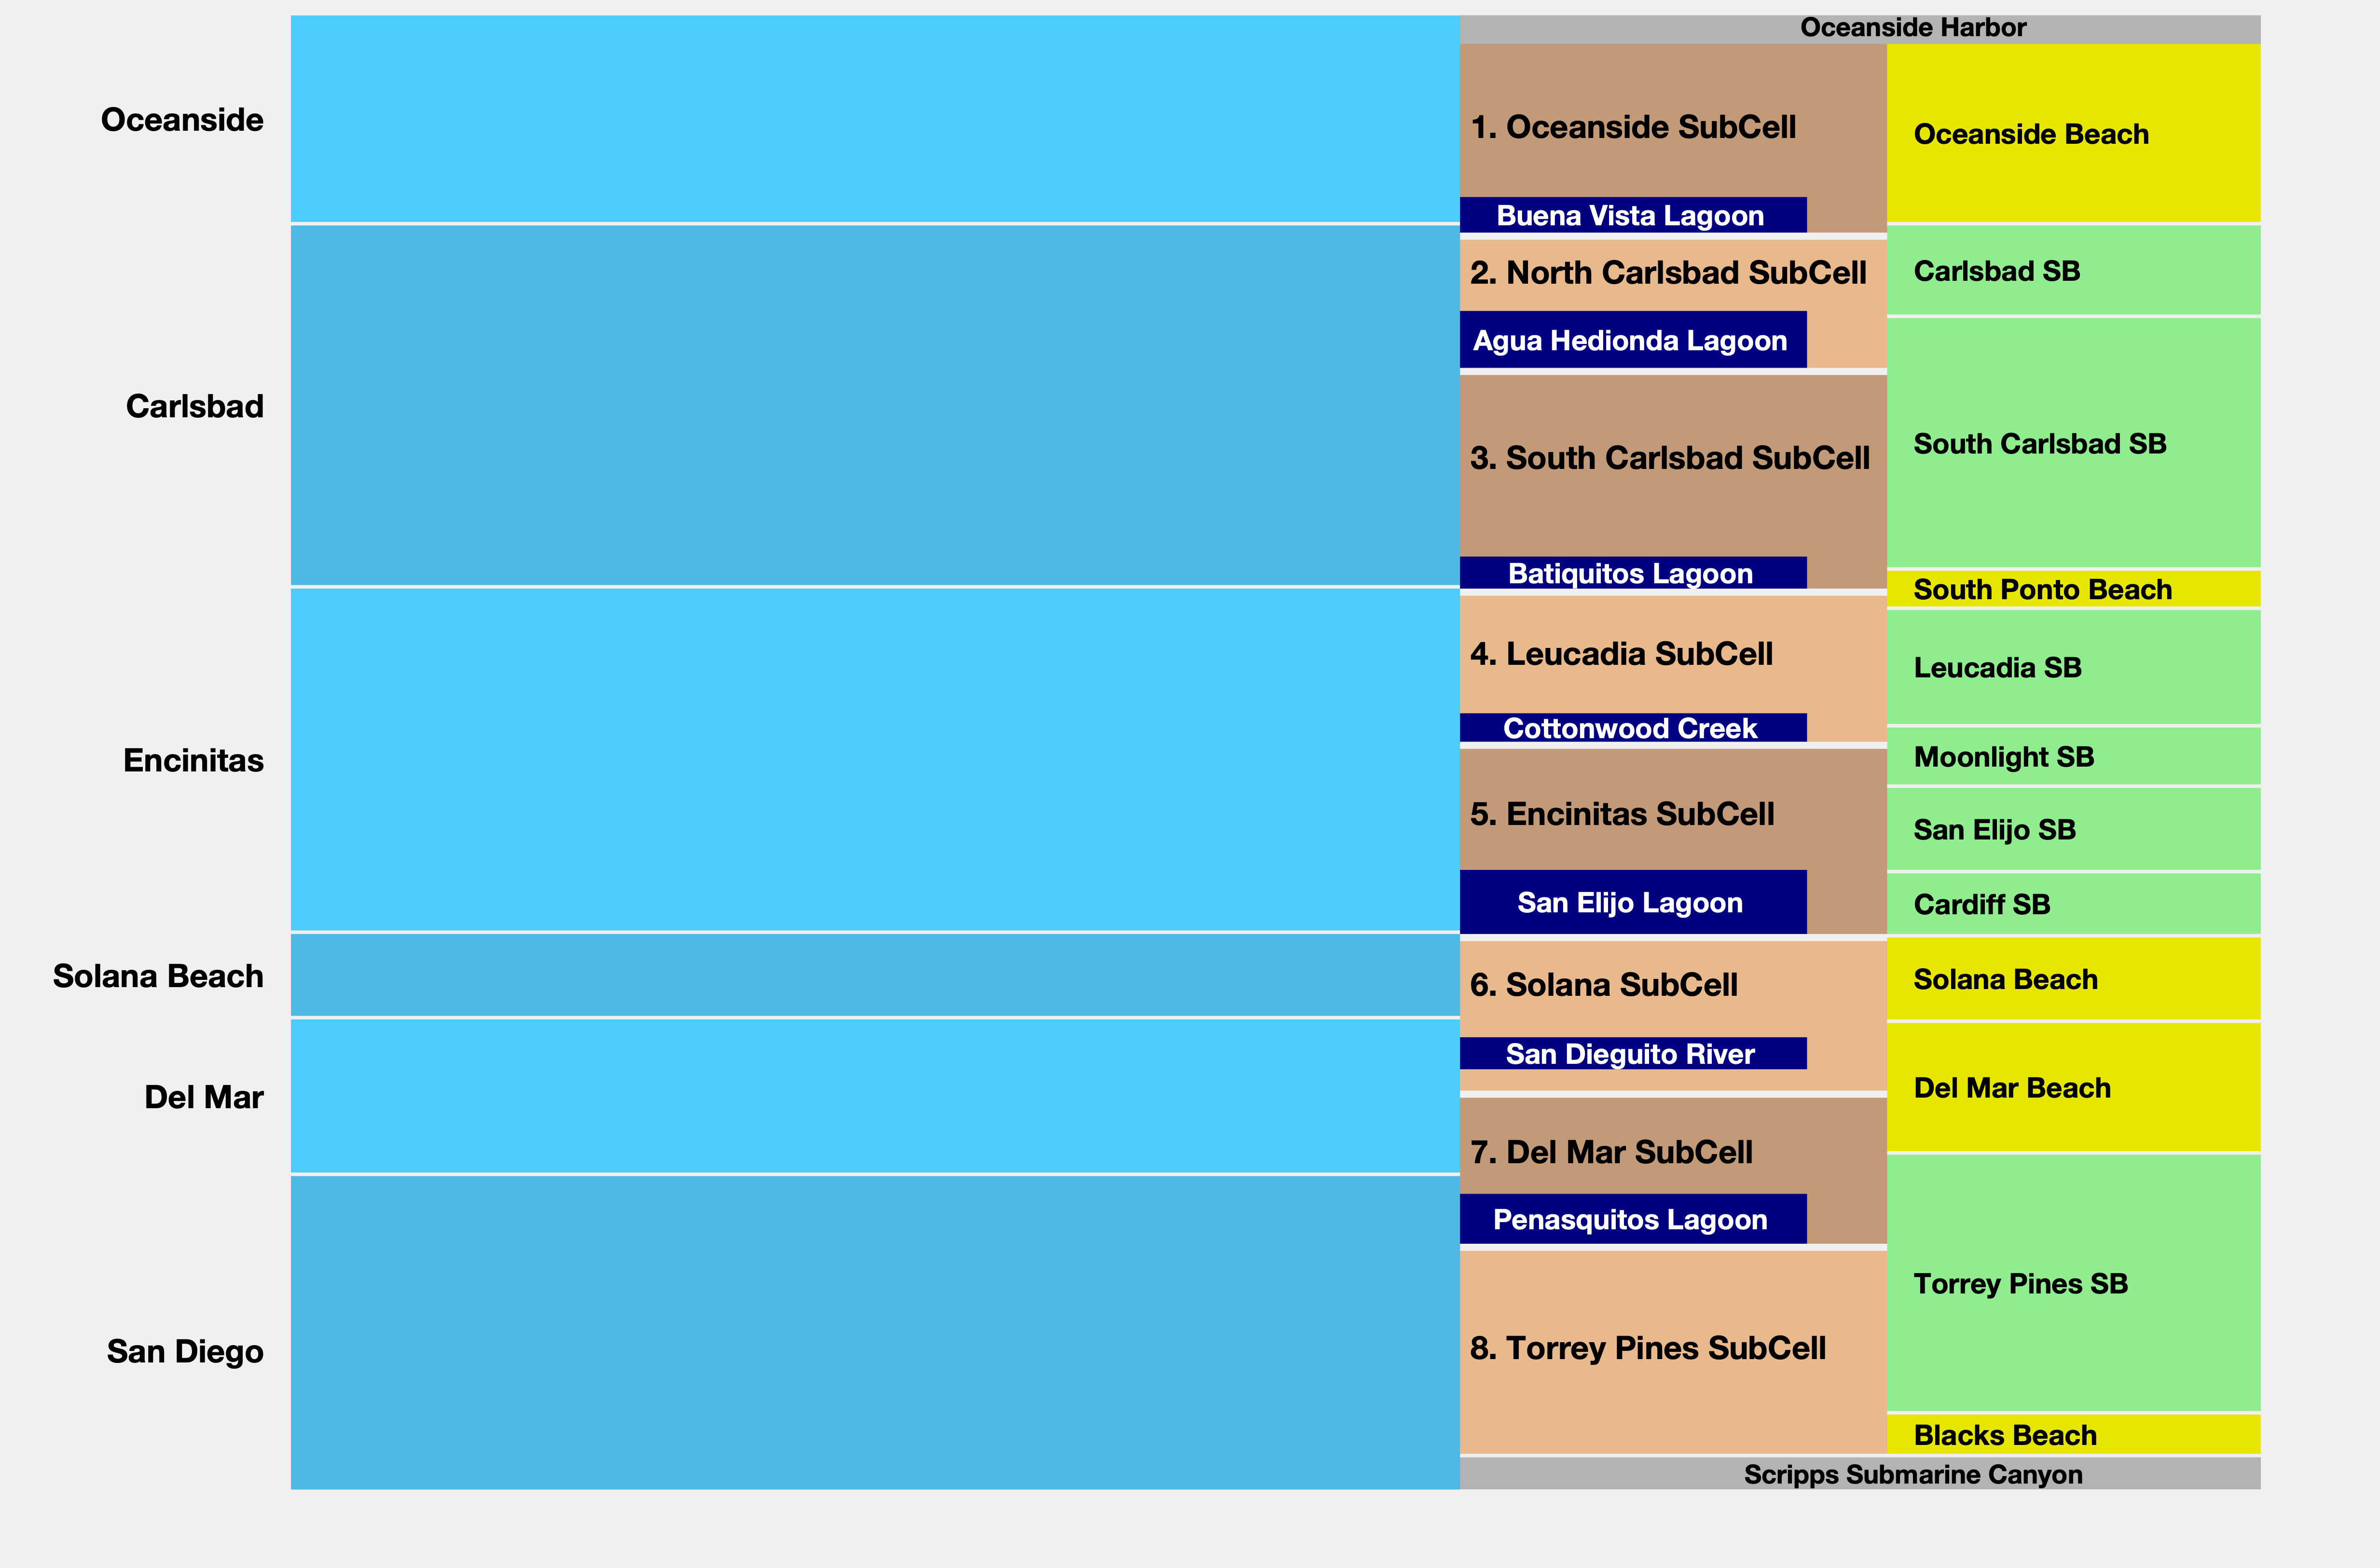 Oceanside Harbor
Oceanside
1. Oceanside SubCell
Oceanside Beach
Buena Vista Lagoon
2. North Carlsbad SubCell
Carlsbad SB
Agua Hedionda Lagoon
Carlsbad
3. South Carlsbad SubCell
South Carlsbad SB
Batiquitos Lagoon
South Ponto Beach
4. Leucadia SubCell
Leucadia SB
Cottonwood Creek
Moonlight SB
Encinitas
5. Encinitas SubCell
San Elijo SB
San Elijo Lagoon
Cardiff SB
Solana Beach
6. Solana SubCell
Solana Beach
San Dieguito River
Del Mar
Del Mar Beach
7. Del Mar SubCell
Penasquitos Lagoon
Torrey Pines SB
San Diego
8. Torrey Pines SubCell
Blacks Beach
Scripps Submarine Canyon